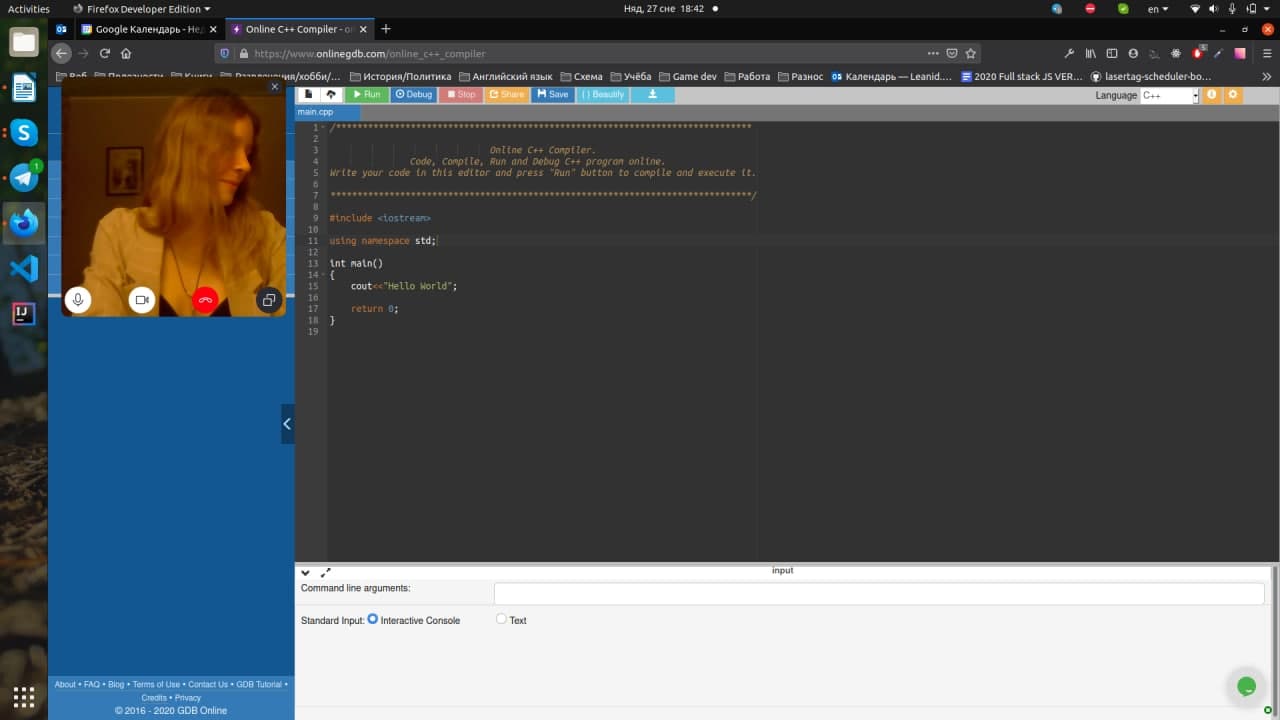 Activities Firefox Developer Edition Няд, 27 сне 18:42 en
Google Календарь - Нед Online C++ Compiler - on
https://www.onlinegdb.com/online_c++_compiler
Веб Полезности Книги Развлечения/хобби/... История/Политика Английский язык Схема Учёба Game dev Работа Разное Календарь — Leanid.... 2020 Full stack JS VER... lasertag-scheduler-bo...
Run Debug Stop Share Save { } Beautify Language C++
main.cpp
1 /******************************************************************************
2
3 Online C++ Compiler.
4 Code, Compile, Run and Debug C++ program online.
5 Write your code in this editor and press "Run" button to compile and execute it.
6
7 *******************************************************************************/
8
9 #include <iostream>
10
11 using namespace std;
12
13 int main()
14 {
15 cout<<"Hello World";
16
17 return 0;
18 }
19
input
Command line arguments:
Standard Input: Interactive Console Text
About • FAQ • Blog • Terms of Use • Contact Us • GDB Tutorial •
Credits • Privacy
© 2016 - 2020 GDB Online